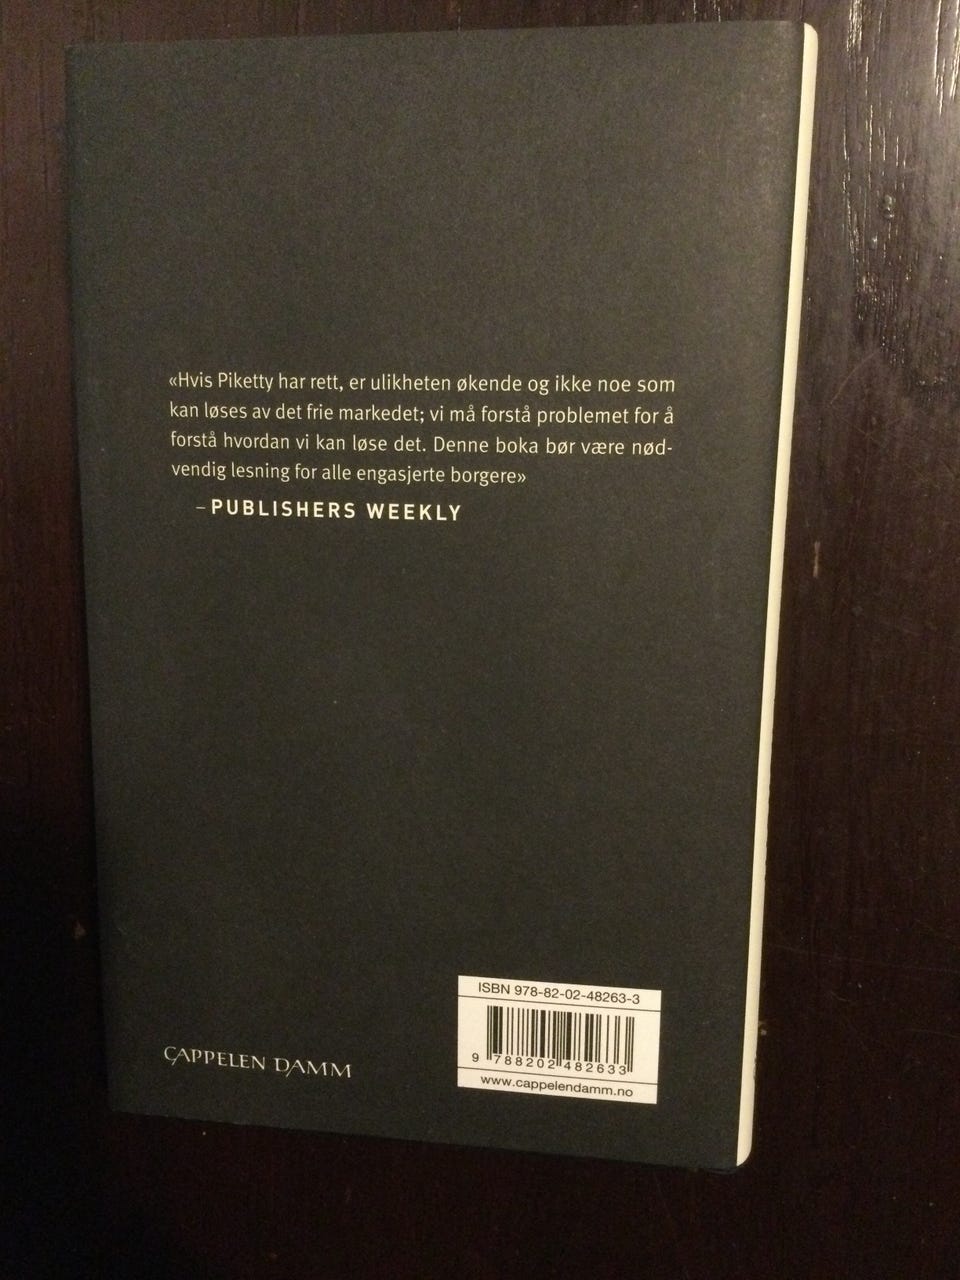 «Hvis Piketty har rett, er ulikheten økende og ikke noe som
kan løses av det frie markedet; vi må forstå problemet for å
forstå hvordan vi kan løse det. Denne boka bør være nød-
vendig lesning for alle engasjerte borgere»
– PUBLISHERS WEEKLY
ISBN 978-82-02-48263-3
9 788202 482633
www.cappelendamm.no
CAPPELEN DAMM